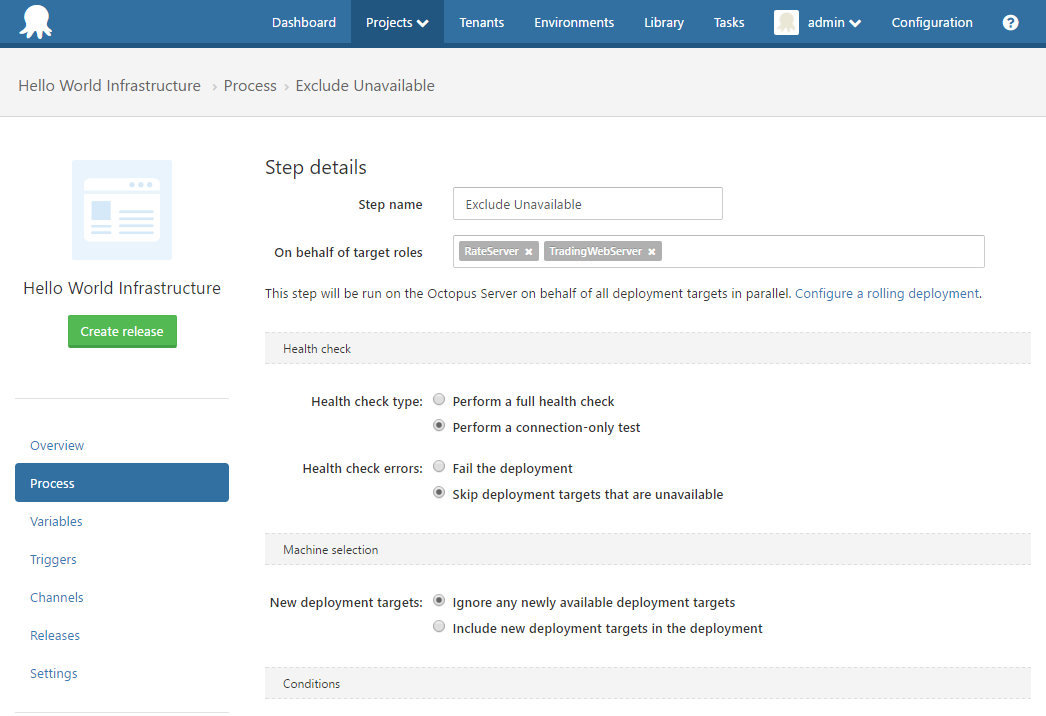 Dashboard Projects Tenants Environments Library Tasks admin Configuration ?
Hello World Infrastructure › Process › Exclude Unavailable
Hello World Infrastructure
Create release
Overview
Process
Variables
Triggers
Channels
Releases
Settings
Step details
Step name Exclude Unavailable
On behalf of target roles RateServer × TradingWebServer ×
This step will be run on the Octopus Server on behalf of all deployment targets in parallel. Configure a rolling deployment.
Health check
Health check type: Perform a full health check
Perform a connection-only test
Health check errors: Fail the deployment
Skip deployment targets that are unavailable
Machine selection
New deployment targets: Ignore any newly available deployment targets
Include new deployment targets in the deployment
Conditions